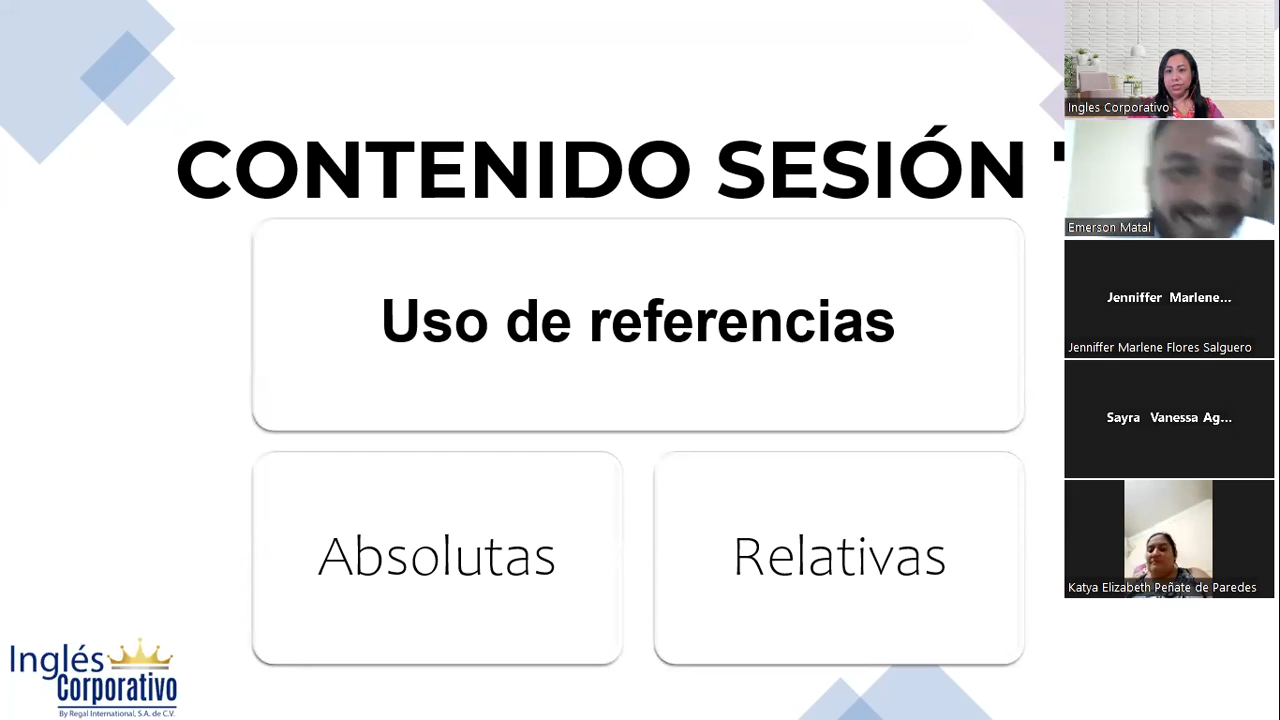 CONTENIDO SESIÓN
Uso de referencias
Absolutas
Relativas
Inglés
Corporativo
By Regal International, S.A. de C.V.
Ingles Corporativo
Emerson Matal
Jenniffer Marlene...
Jenniffer Marlene Flores Salguero
Sayra Vanessa Ag...
Katya Elizabeth Peñate de Paredes